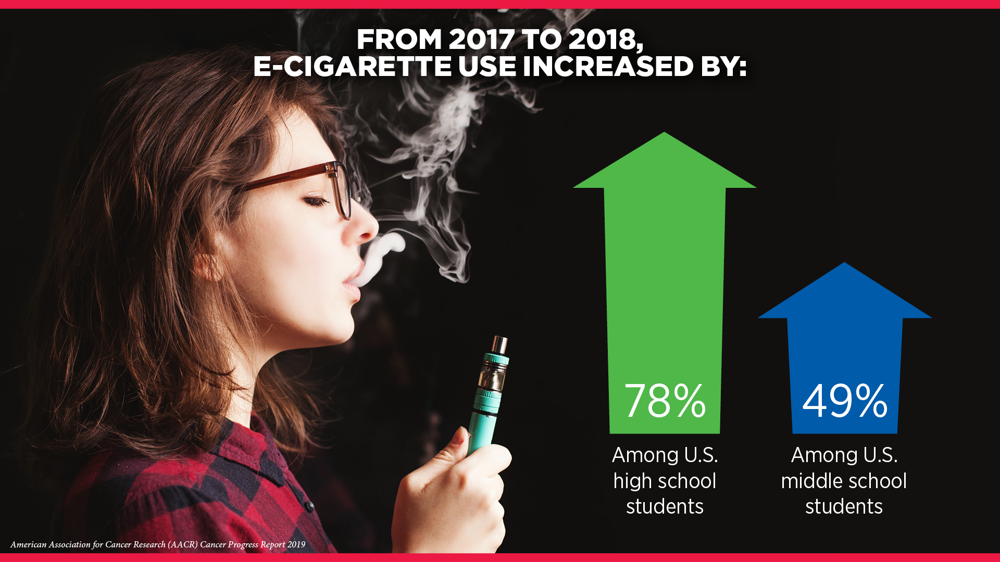 FROM 2017 TO 2018,
E-CIGARETTE USE INCREASED BY:
78%
Among U.S.
high school
students
49%
Among U.S.
middle school
students
American Association for Cancer Research (AACR) Cancer Progress Report 2019